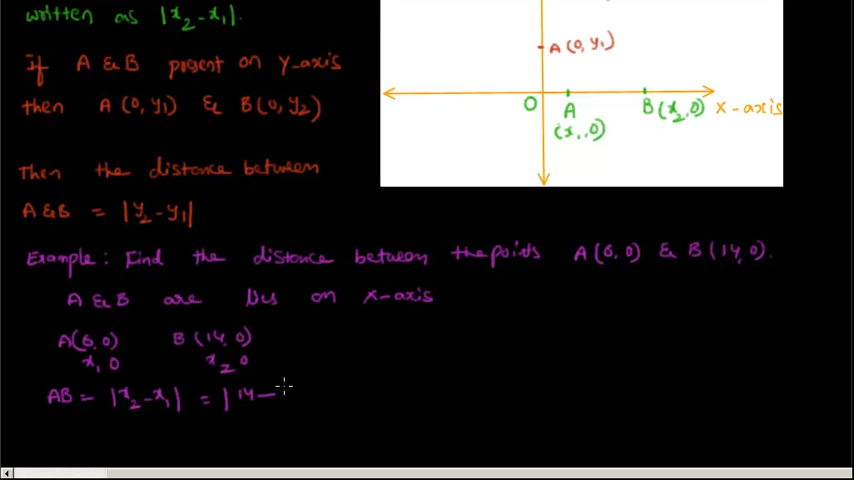 written as |x₂-x₁|.
If A & B present on Y-axis
then A (0, y₁) & B(0, y₂)
Then the distance between
A & B = |y₂-y₁|
A (0, y₁)
O
A
(x₁,0)
B(x₂,0)
X-axis
Example: Find the distance between the points A(6,0) & B(14,0).
A & B are lies on x-axis
A(6,0) B(14,0)
x₁ 0 x₂ 0
AB = |x₂-x₁| = |14-